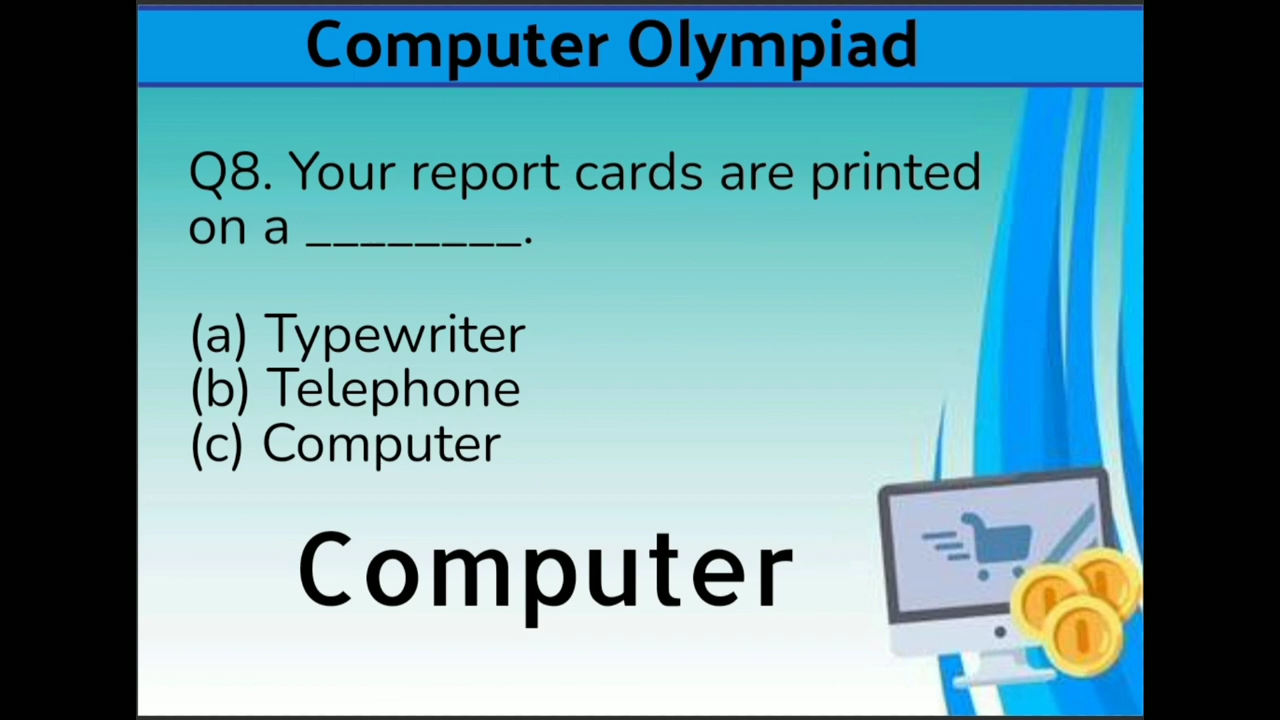 Computer Olympiad
Q8. Your report cards are printed
on a ________.
(a) Typewriter
(b) Telephone
(c) Computer
Computer